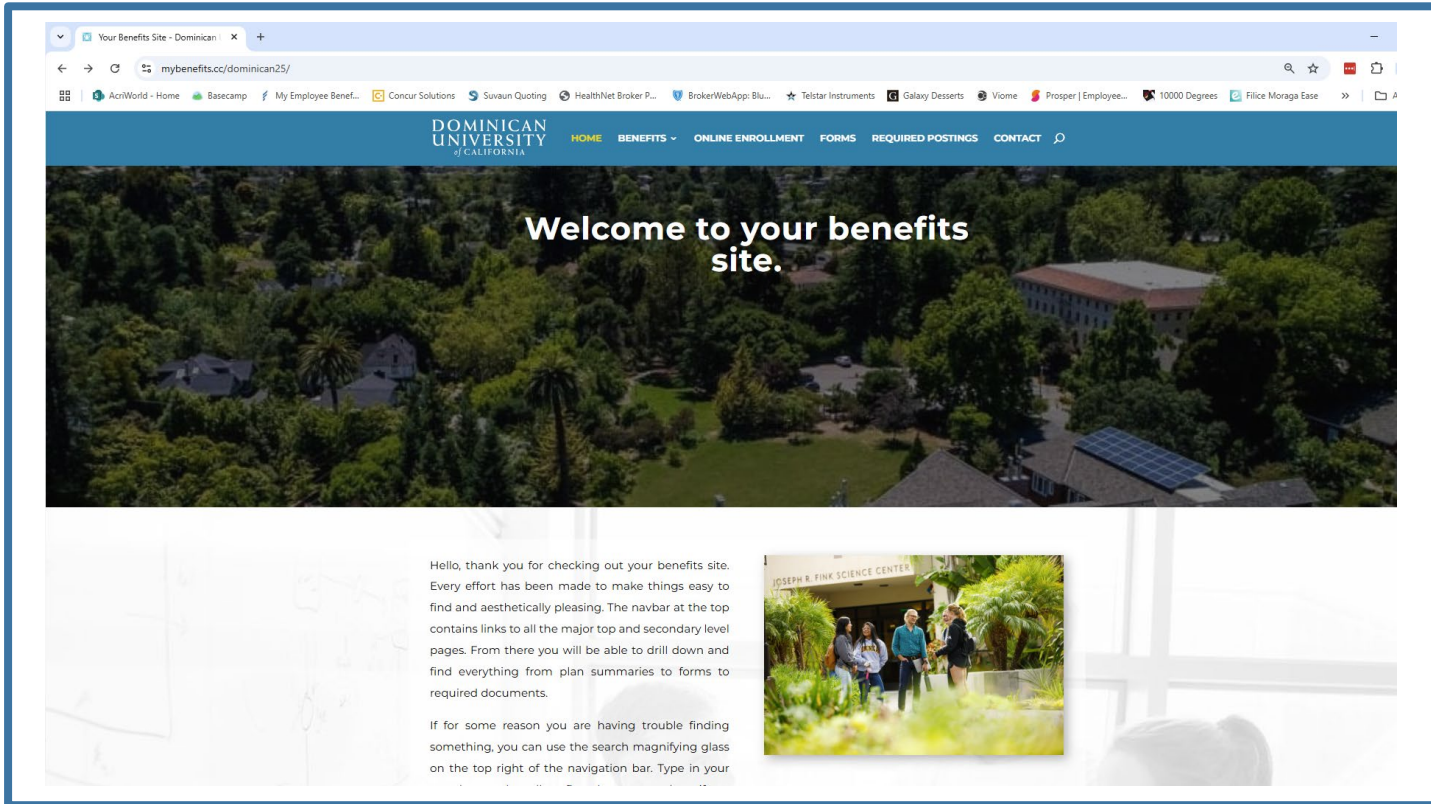 Your Benefits Site - Dominican
mybenefits.cc/dominican25/
AcriWorld - Home Basecamp My Employee Benef... Concur Solutions Suvaun Quoting HealthNet Broker P... BrokerWebApp: Blu... Telstar Instruments Galaxy Desserts Viome Prosper | Employee... 10000 Degrees Filice Moraga Ease
DOMINICAN
UNIVERSITY
of CALIFORNIA
HOME BENEFITS ONLINE ENROLLMENT FORMS REQUIRED POSTINGS CONTACT
Welcome to your benefits
site.
Hello, thank you for checking out your benefits site.
Every effort has been made to make things easy to
find and aesthetically pleasing. The navbar at the top
contains links to all the major top and secondary level
pages. From there you will be able to drill down and
find everything from plan summaries to forms to
required documents.
If for some reason you are having trouble finding
something, you can use the search magnifying glass
on the top right of the navigation bar. Type in your
JOSEPH R. FINK SCIENCE CENTER